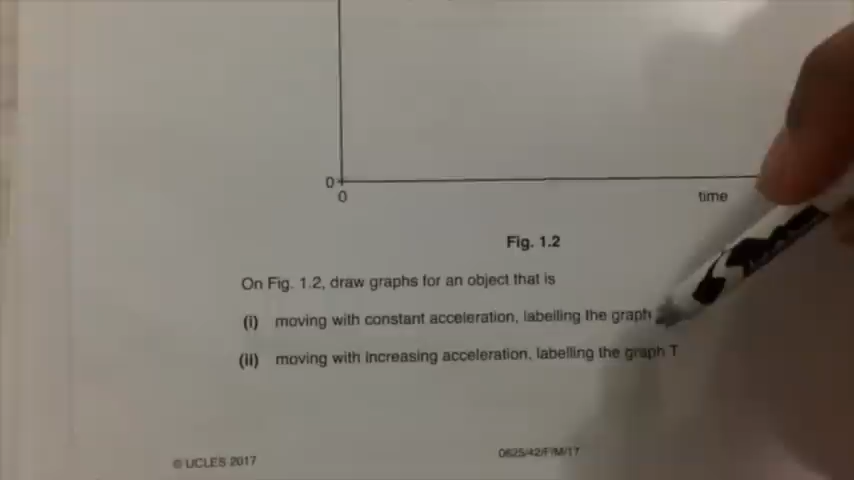 0
0
time
Fig. 1.2
On Fig. 1.2, draw graphs for an object that is
(i) moving with constant acceleration, labelling the graph
(ii) moving with increasing acceleration, labelling the graph T
© UCLES 2017
0625/42/F/M/17